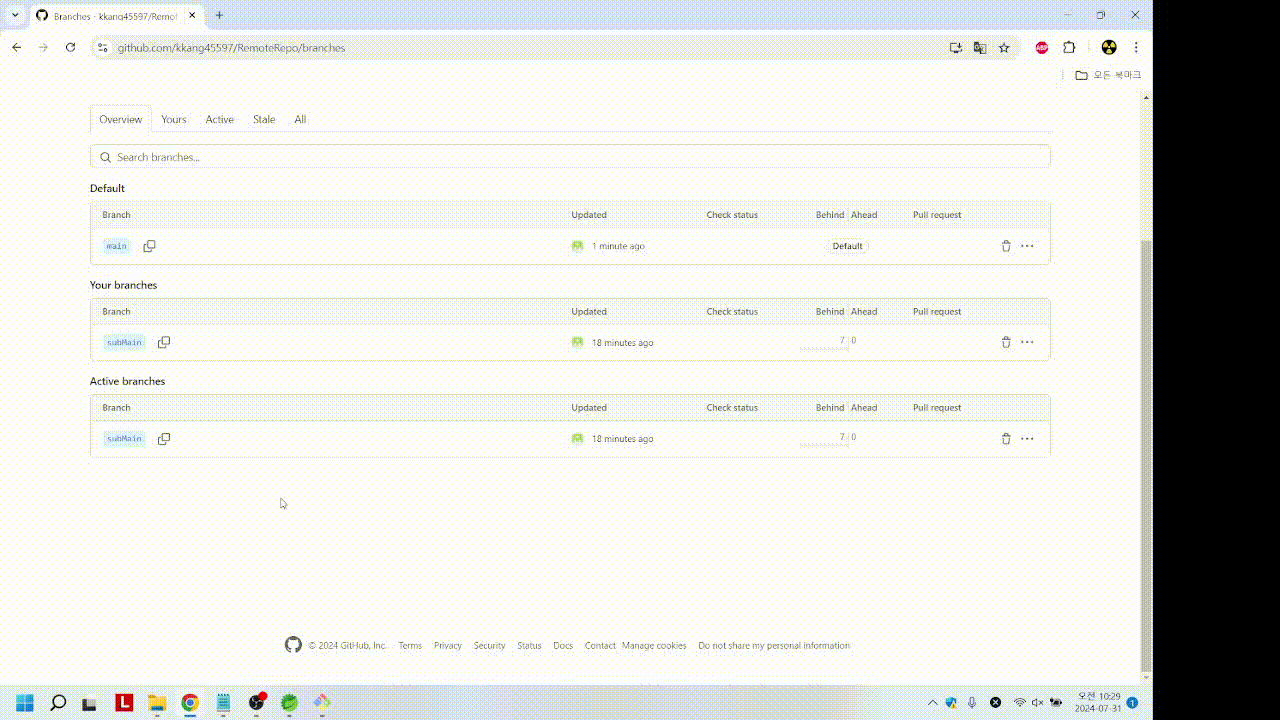 Branches · kkang45597/Remot
github.com/kkang45597/RemoteRepo/branches
ABP
모든 북마크
Overview Yours Active Stale All
Search branches...
Default
Branch Updated Check status Behind Ahead Pull request
main 1 minute ago Default
Your branches
Branch Updated Check status Behind Ahead Pull request
subMain 18 minutes ago 7 0
Active branches
Branch Updated Check status Behind Ahead Pull request
subMain 18 minutes ago 7 0
© 2024 GitHub, Inc. Terms Privacy Security Status Docs Contact Manage cookies Do not share my personal information
L
오전 10:29
2024-07-31
1